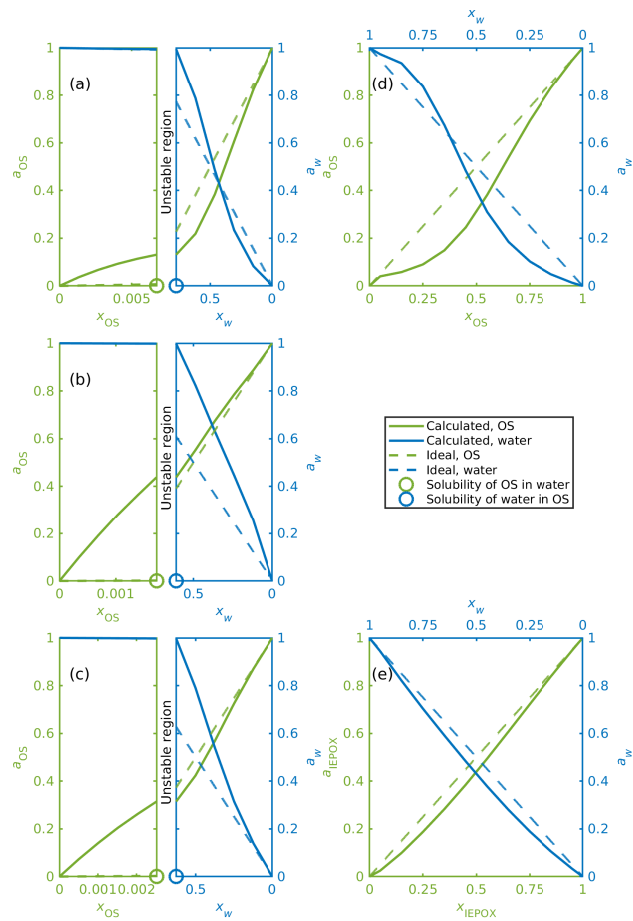 x_w
1 0.75 0.5 0.25 0
(a)
1
0.8
0.6
0.4
0.2
0
a_OS
0 0.005
x_OS
Unstable region
0.5 0
x_w
1
0.8
0.6
0.4
0.2
0
a_w
(d)
1
0.8
0.6
0.4
0.2
0
a_OS
0 0.25 0.5 0.75 1
x_OS
1
0.8
0.6
0.4
0.2
0
a_w
(b)
1
0.8
0.6
0.4
0.2
0
a_OS
0 0.001
x_OS
Unstable region
0.5 0
x_w
1
0.8
0.6
0.4
0.2
0
a_w
Calculated, OS
Calculated, water
Ideal, OS
Ideal, water
Solubility of OS in water
Solubility of water in OS
(c)
1
0.8
0.6
0.4
0.2
0
a_OS
0 0.001 0.002
x_OS
Unstable region
0.5 0
x_w
1
0.8
0.6
0.4
0.2
0
a_w
x_w
1 0.75 0.5 0.25 0
(e)
1
0.8
0.6
0.4
0.2
0
a_IEPOX
0 0.25 0.5 0.75 1
x_IEPOX
1
0.8
0.6
0.4
0.2
0
a_w